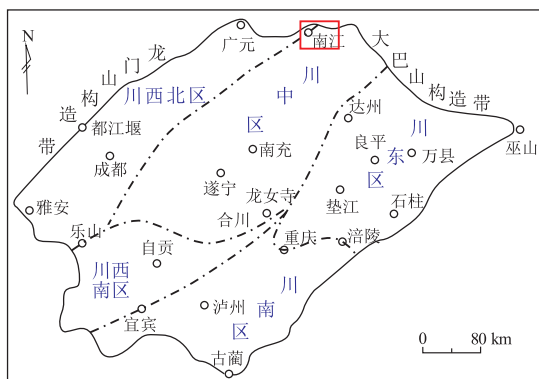 N
龙门山构造带
大巴山构造带
广元
南江
川西北区
川中区
达州
都江堰
成都
南充
良平
川东区
万县
巫山
遂宁
龙女寺
垫江
石柱
雅安
合川
乐山
自贡
重庆
涪陵
川西
南区
川南区
泸州
宜宾
古蔺
0 80 km